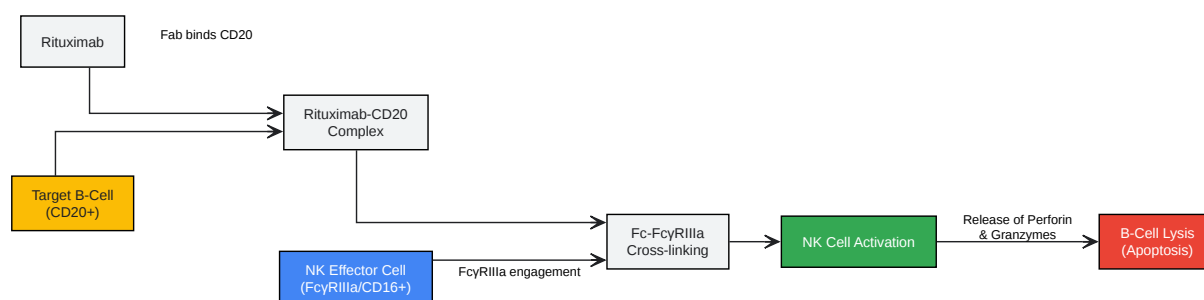 Rituximab
Fab binds CD20
Rituximab-CD20
Complex
Target B-Cell
(CD20+)
Fc-FcγRIIIa
Cross-linking
NK Cell Activation
Release of Perforin
& Granzymes
B-Cell Lysis
(Apoptosis)
NK Effector Cell
(FcγRIIIa/CD16+)
FcγRIIIa engagement